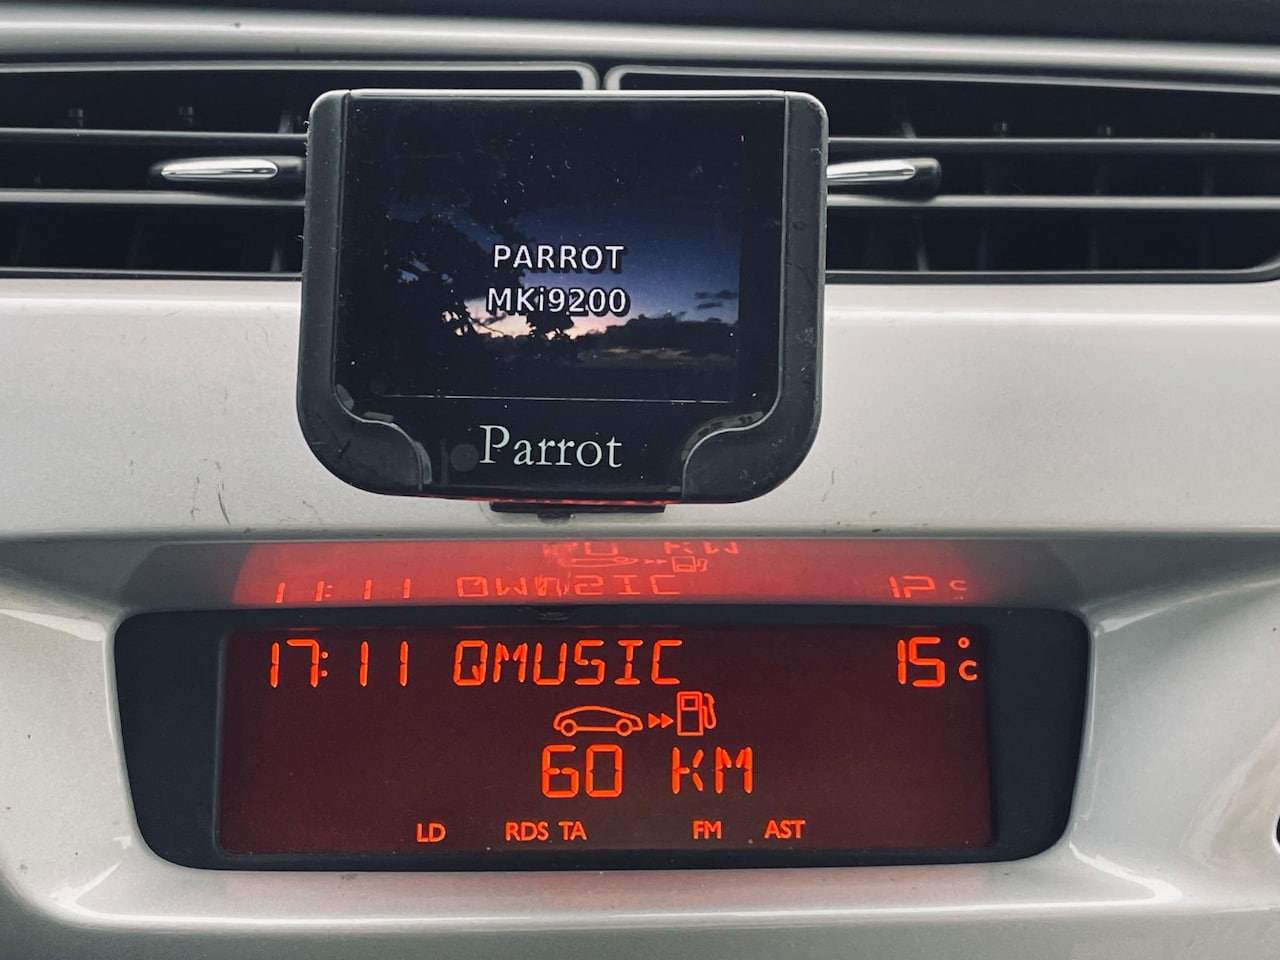 PARROT
MKi9200
Parrot
17:11 QMUSIC 15°C
60 KM
LD RDS TA FM AST